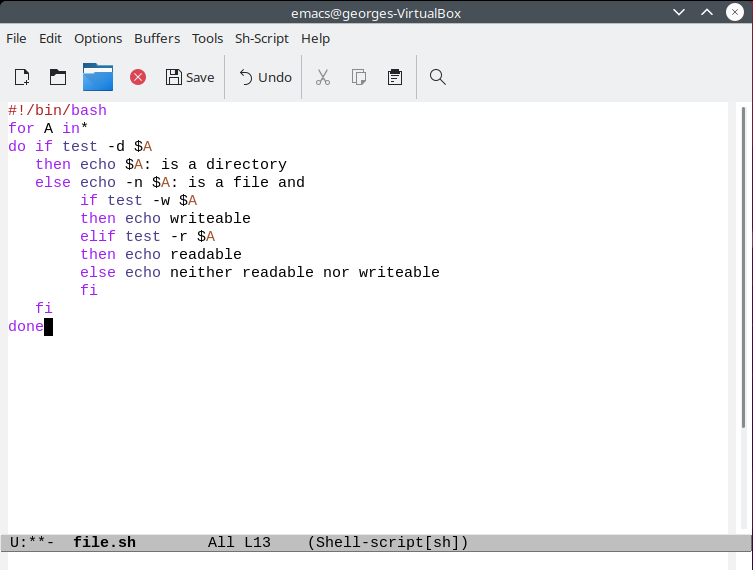 emacs@georges-VirtualBox
File Edit Options Buffers Tools Sh-Script Help
Save Undo
#!/bin/bash
for A in*
do if test -d $A
   then echo $A: is a directory
   else echo -n $A: is a file and
        if test -w $A
        then echo writeable
        elif test -r $A
        then echo readable
        else echo neither readable nor writeable
        fi
   fi
done
U:**-  file.sh        All L13    (Shell-script[sh])